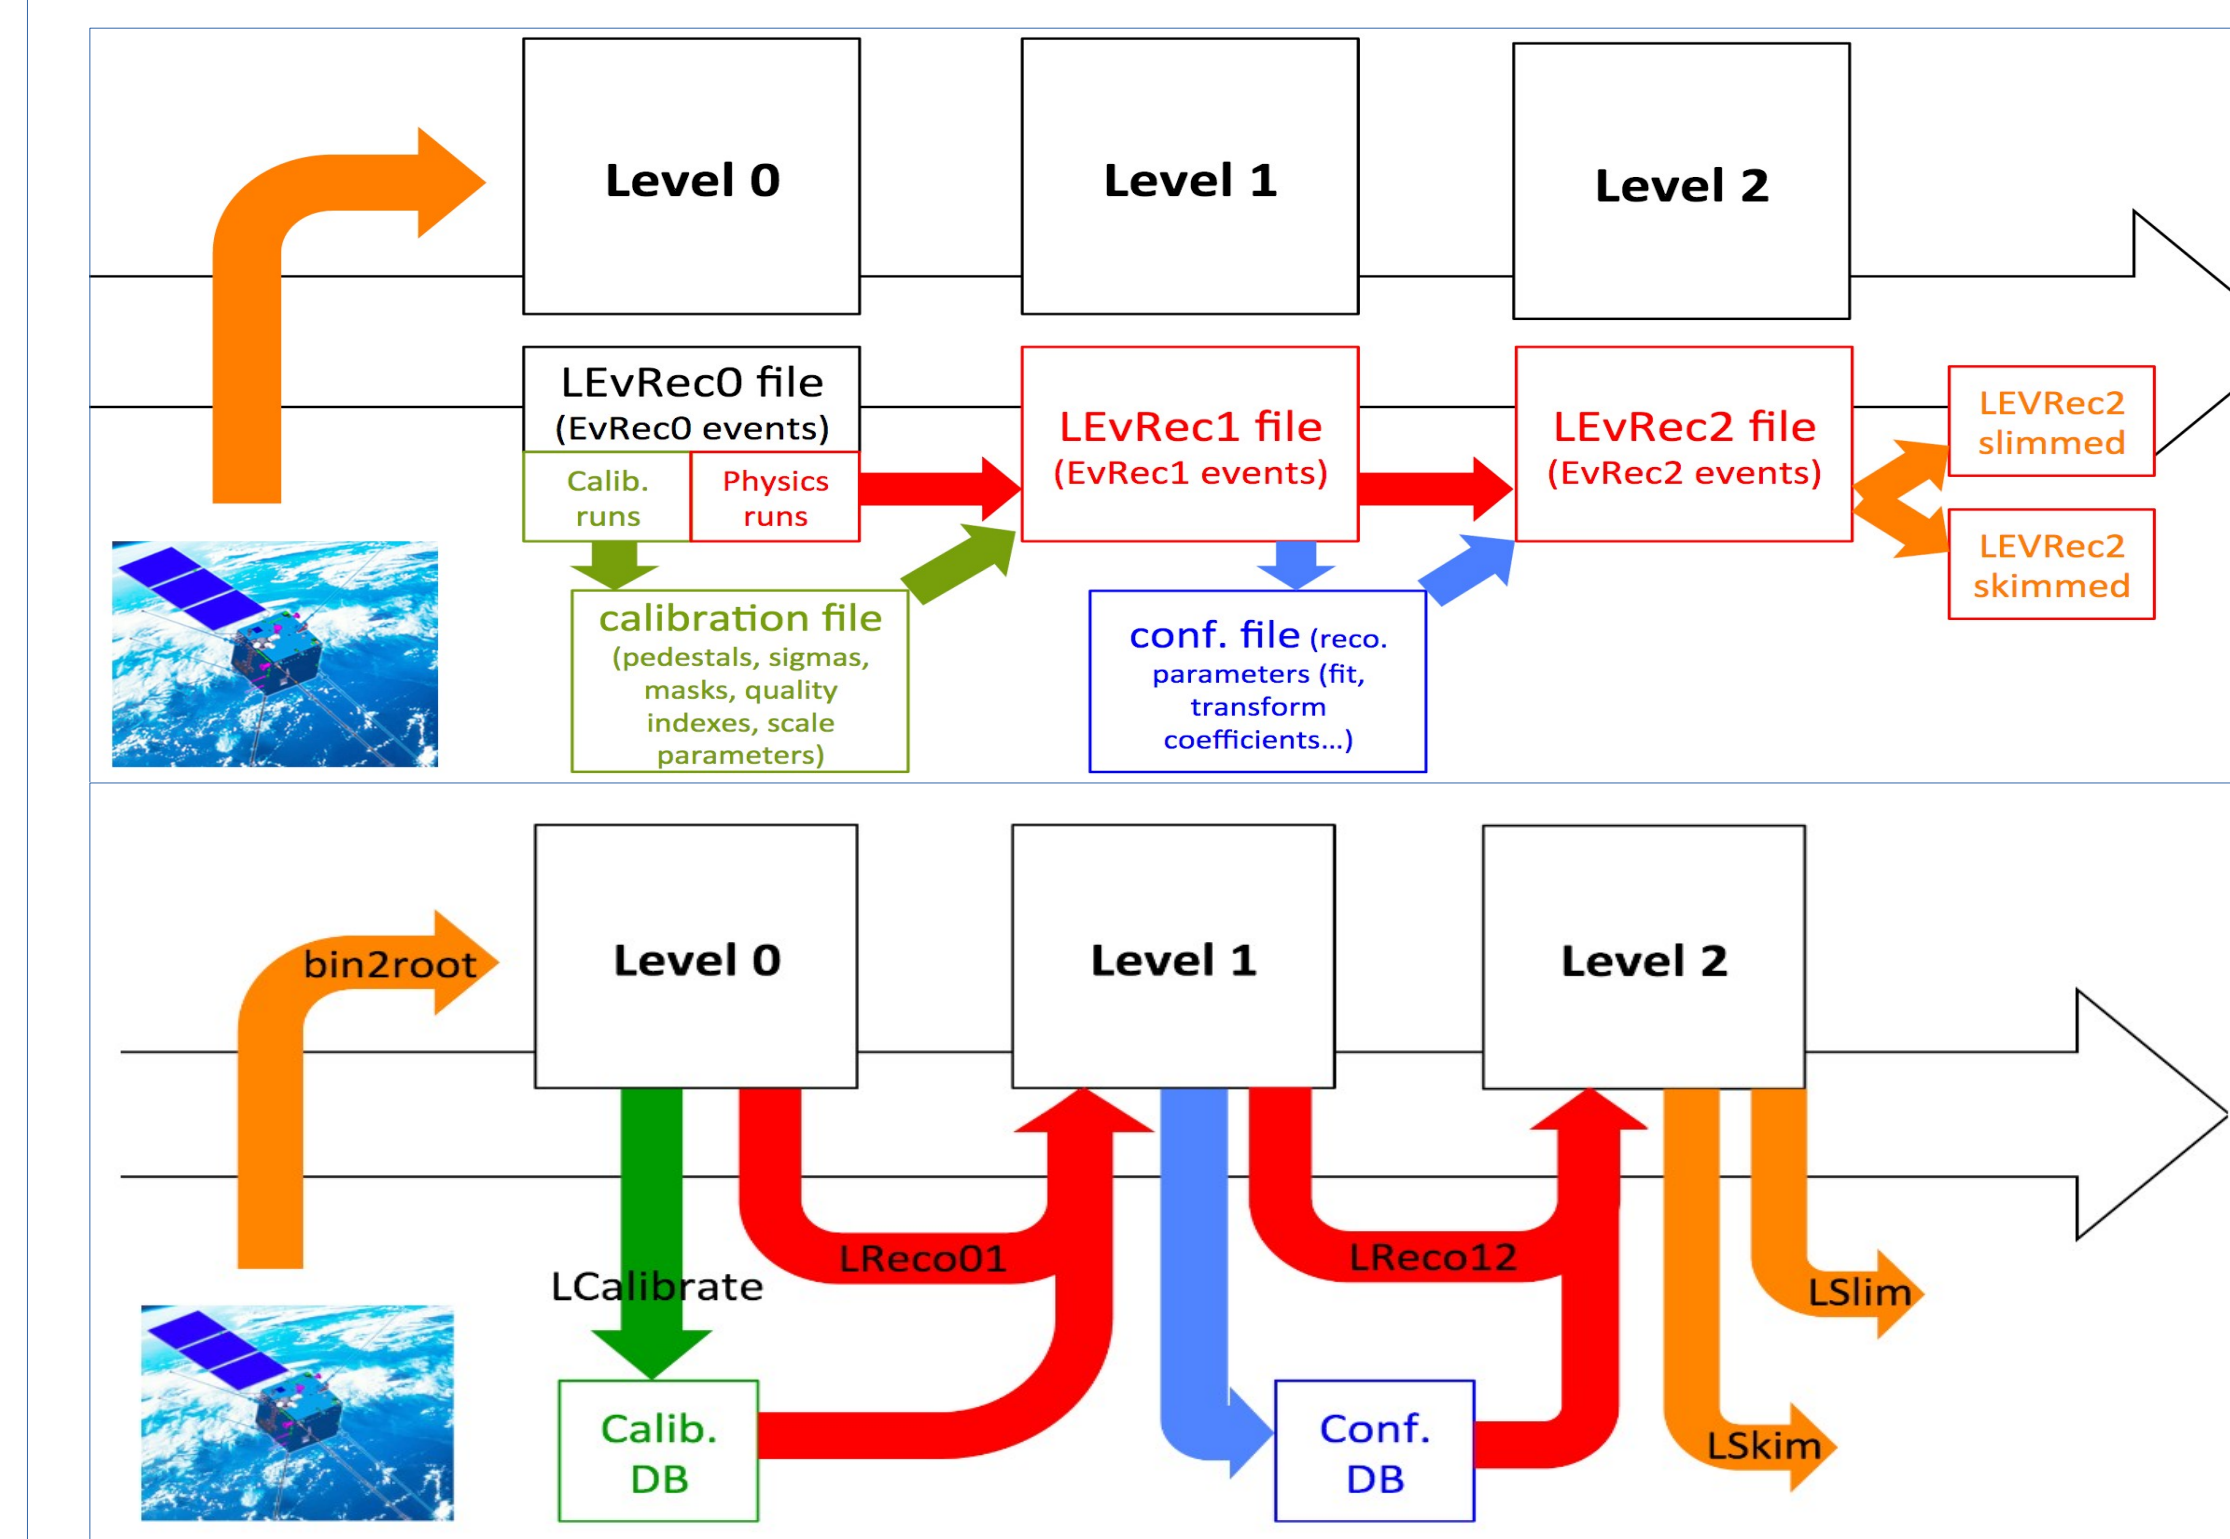 Level 0
Level 1
Level 2
LEvRec0 file
(EvRec0 events)
Calib.
runs
Physics
runs
LEvRec1 file
(EvRec1 events)
LEvRec2 file
(EvRec2 events)
LEVRec2
slimmed
LEVRec2
skimmed
calibration file
(pedestals, sigmas,
masks, quality
indexes, scale
parameters)
conf. file (reco.
parameters (fit,
transform
coefficients...)
bin2root
Level 0
Level 1
Level 2
LCalibrate
LReco01
LReco12
LSlim
LSkim
Calib.
DB
Conf.
DB